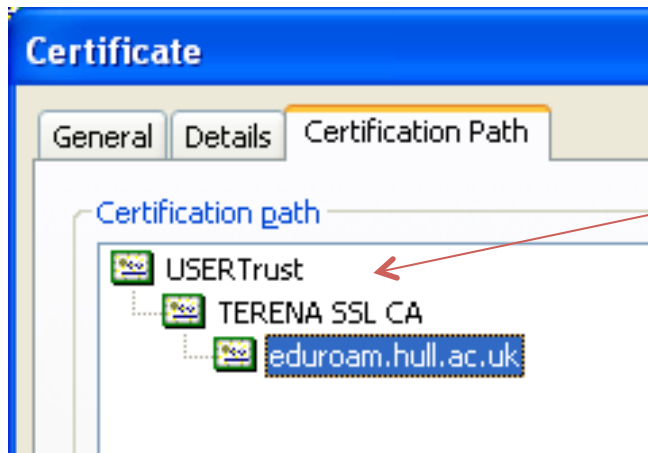 Certificate
General Details Certification Path
Certification path
USERTrust
TERENA SSL CA
eduroam.hull.ac.uk